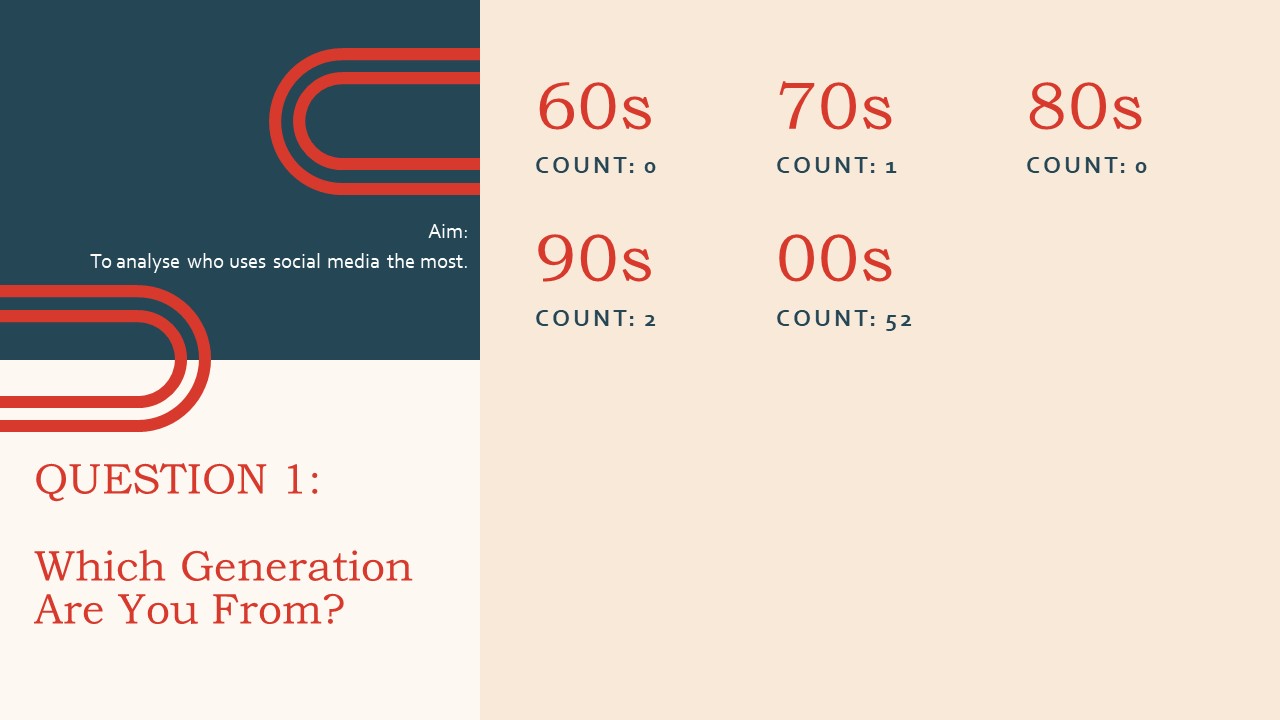 Aim:
To analyse who uses social media the most.
QUESTION 1:
Which Generation
Are You From?
60s
COUNT: 0
70s
COUNT: 1
80s
COUNT: 0
90s
COUNT: 2
00s
COUNT: 52